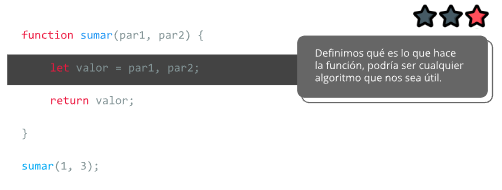 function sumar(par1, par2) {
let valor = par1, par2;
return valor;
}
sumar(1, 3);
Definimos qué es lo que hace
la función, podría ser cualquier
algoritmo que nos sea útil.